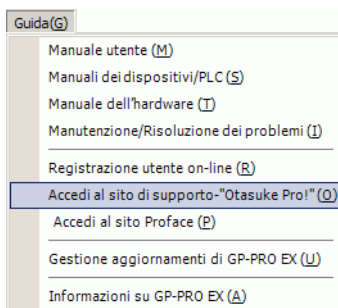 Guida(G)
Manuale utente (M)
Manuali dei dispositivi/PLC (S)
Manuale dell'hardware (T)
Manutenzione/Risoluzione dei problemi (I)
Registrazione utente on-line (R)
Accedi al sito di supporto-"Otasuke Pro!" (O)
Accedi al sito Proface (P)
Gestione aggiornamenti di GP-PRO EX (U)
Informazioni su GP-PRO EX (A)